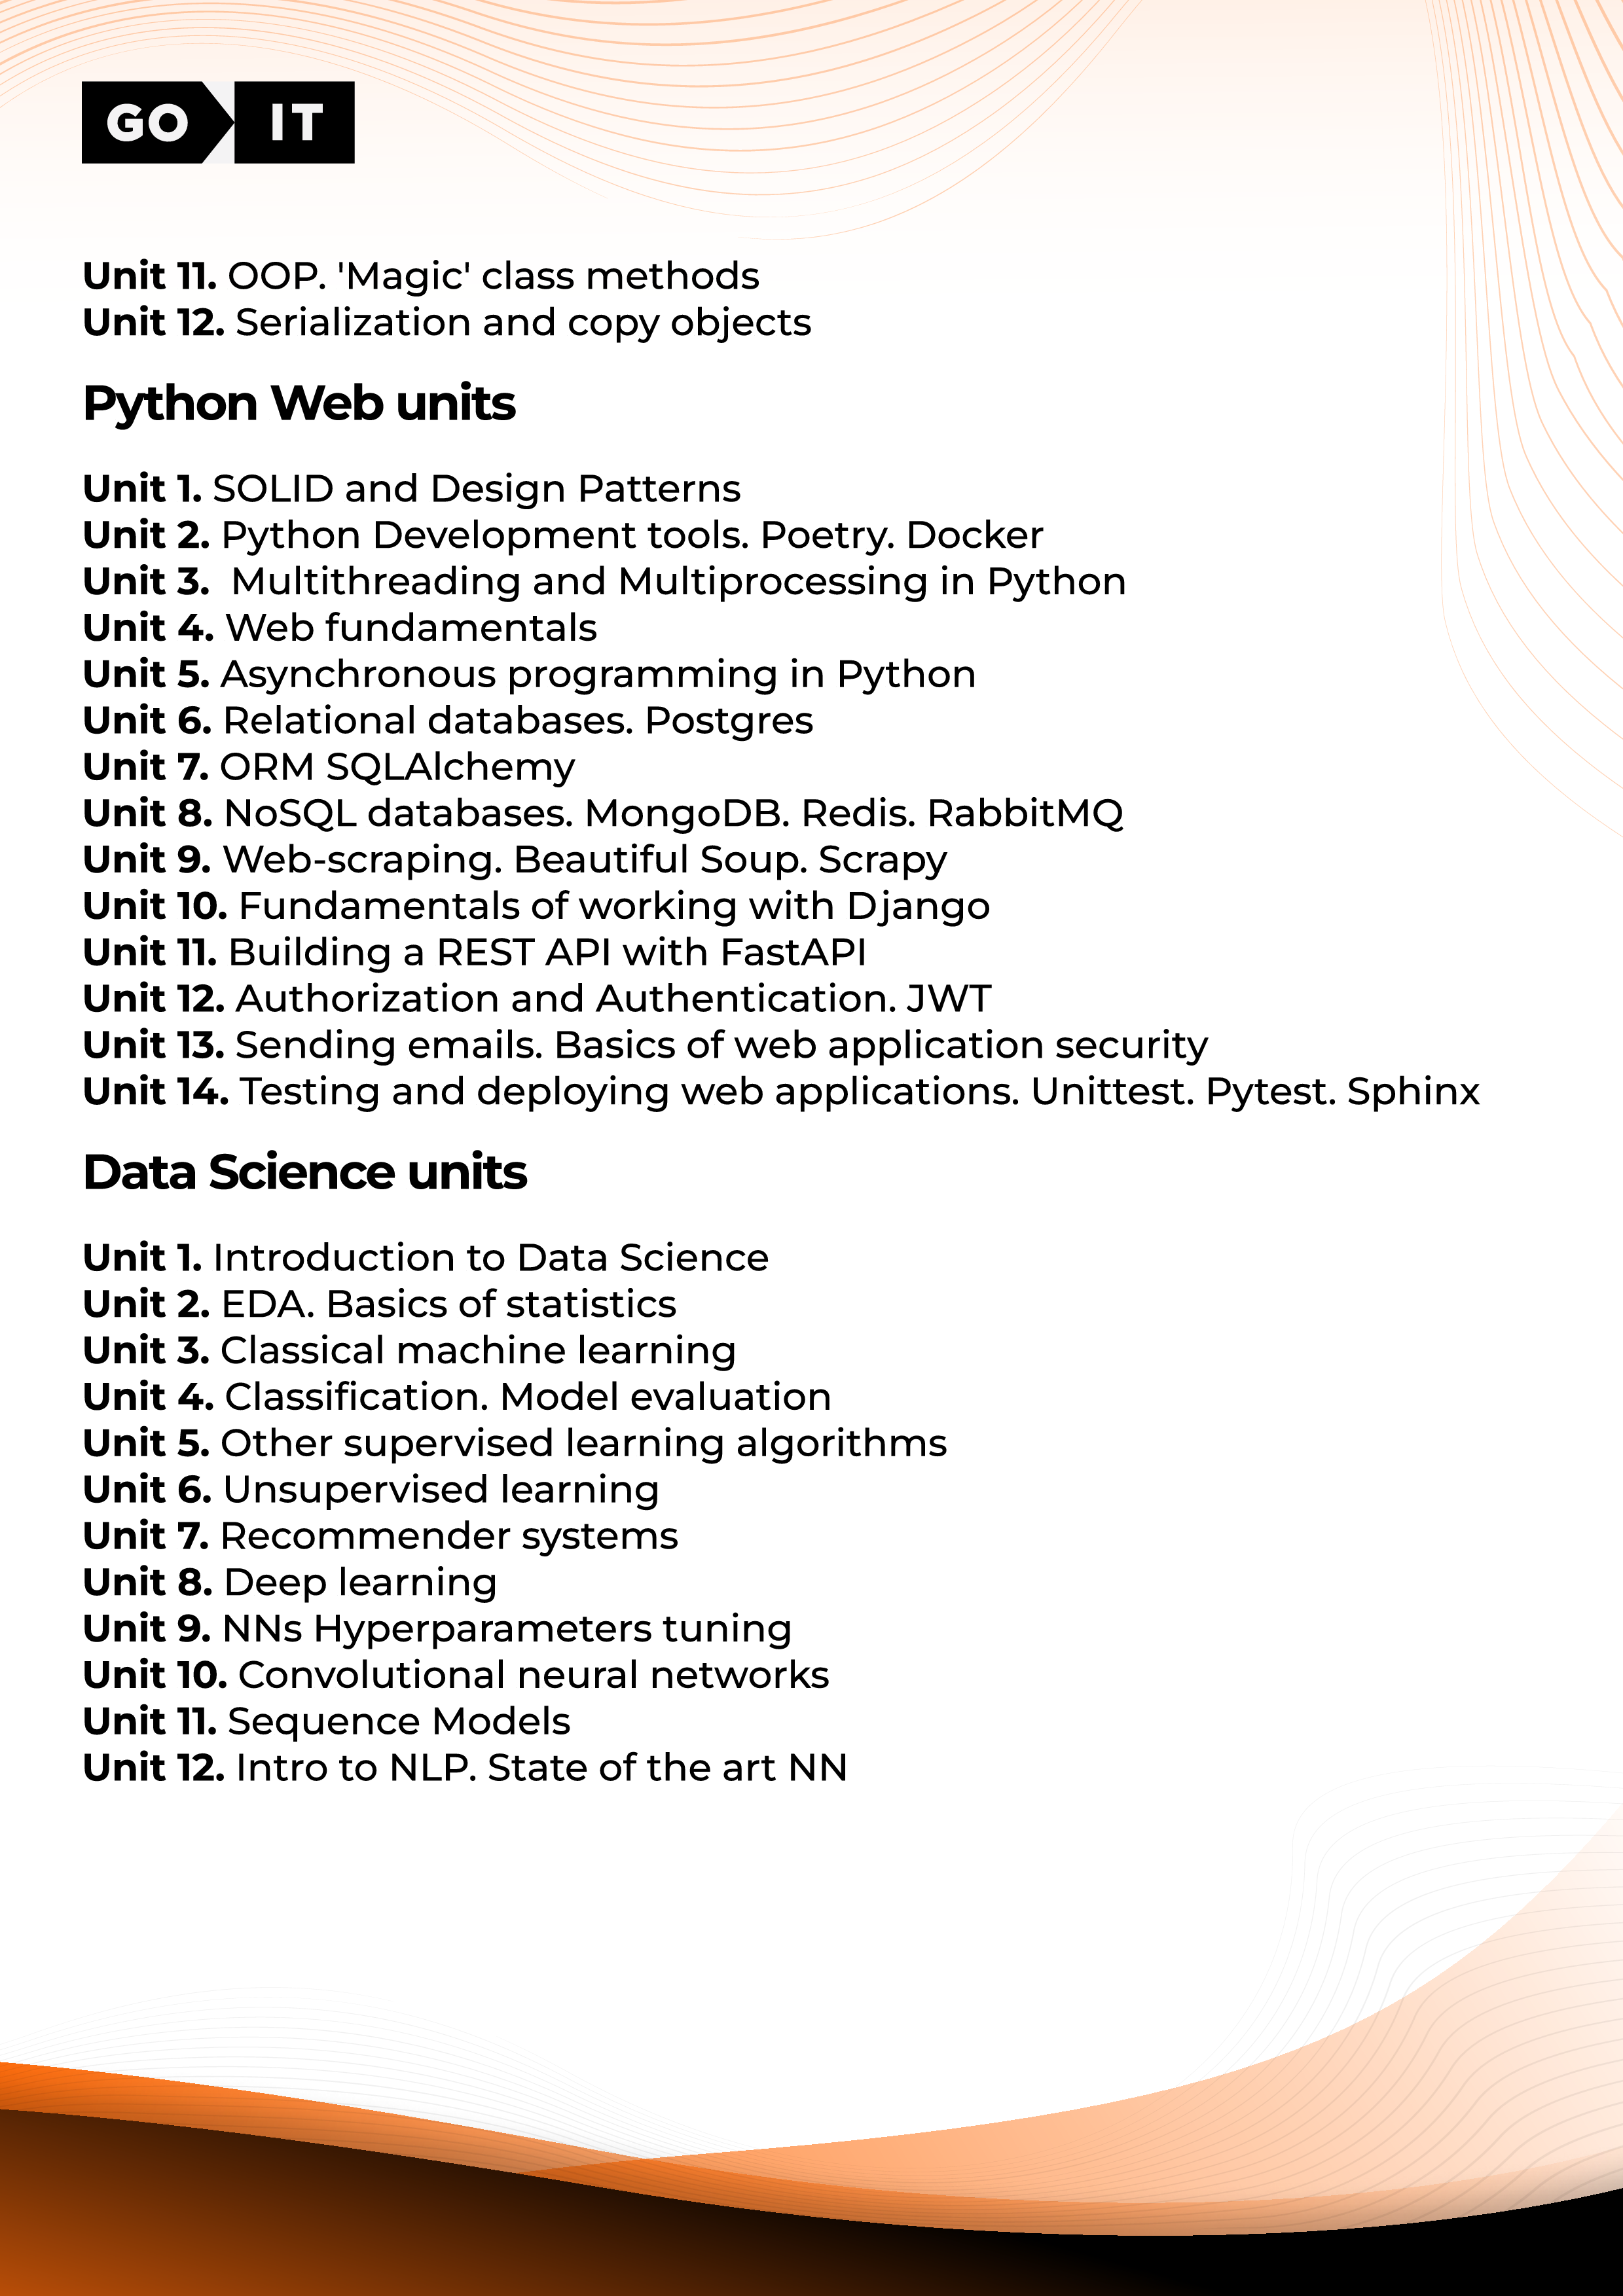 GO IT
Unit 11. OOP. 'Magic' class methods
Unit 12. Serialization and copy objects
Python Web units
Unit 1. SOLID and Design Patterns
Unit 2. Python Development tools. Poetry. Docker
Unit 3.  Multithreading and Multiprocessing in Python
Unit 4. Web fundamentals
Unit 5. Asynchronous programming in Python
Unit 6. Relational databases. Postgres
Unit 7. ORM SQLAlchemy
Unit 8. NoSQL databases. MongoDB. Redis. RabbitMQ
Unit 9. Web-scraping. Beautiful Soup. Scrapy
Unit 10. Fundamentals of working with Django
Unit 11. Building a REST API with FastAPI
Unit 12. Authorization and Authentication. JWT
Unit 13. Sending emails. Basics of web application security
Unit 14. Testing and deploying web applications. Unittest. Pytest. Sphinx
Data Science units
Unit 1. Introduction to Data Science
Unit 2. EDA. Basics of statistics
Unit 3. Classical machine learning
Unit 4. Classification. Model evaluation
Unit 5. Other supervised learning algorithms
Unit 6. Unsupervised learning
Unit 7. Recommender systems
Unit 8. Deep learning
Unit 9. NNs Hyperparameters tuning
Unit 10. Convolutional neural networks
Unit 11. Sequence Models
Unit 12. Intro to NLP. State of the art NN